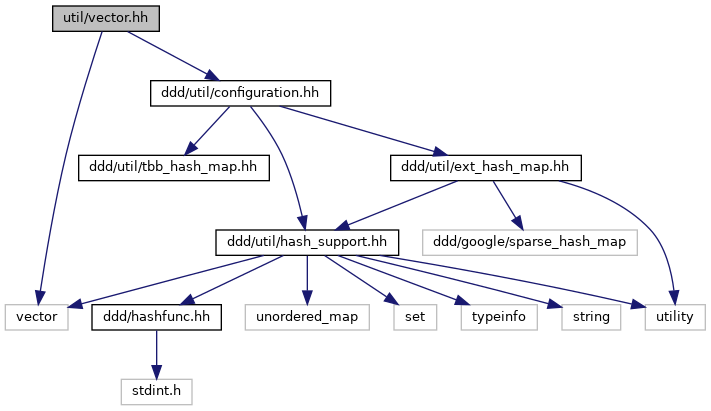 util/vector.hh
ddd/util/configuration.hh
ddd/util/tbb_hash_map.hh
ddd/util/ext_hash_map.hh
ddd/util/hash_support.hh
ddd/google/sparse_hash_map
vector
ddd/hashfunc.hh
unordered_map
set
typeinfo
string
utility
stdint.h